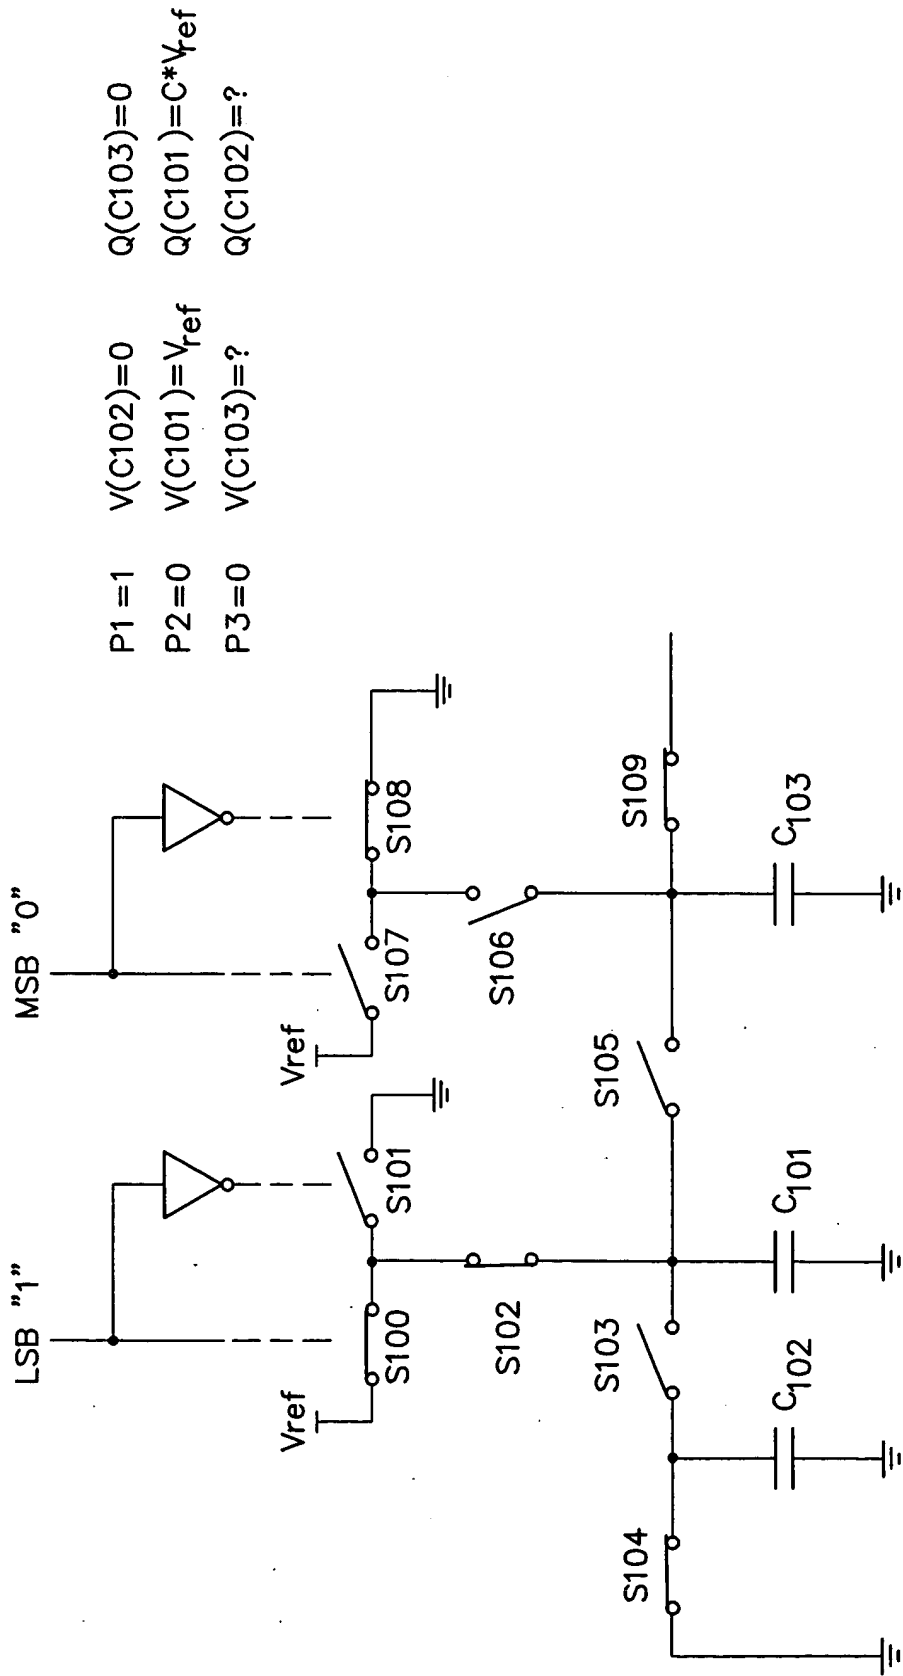 P1=1 V(C102)=0 Q(C103)=0
P2=0 V(C101)=Vref Q(C101)=C*Vref
P3=0 V(C103)=? Q(C102)=?
LSB "1"
MSB "0"
Vref
S100
S101
Vref
S107
S108
S102
S106
S104
S103
S105
S109
C102
C101
C103